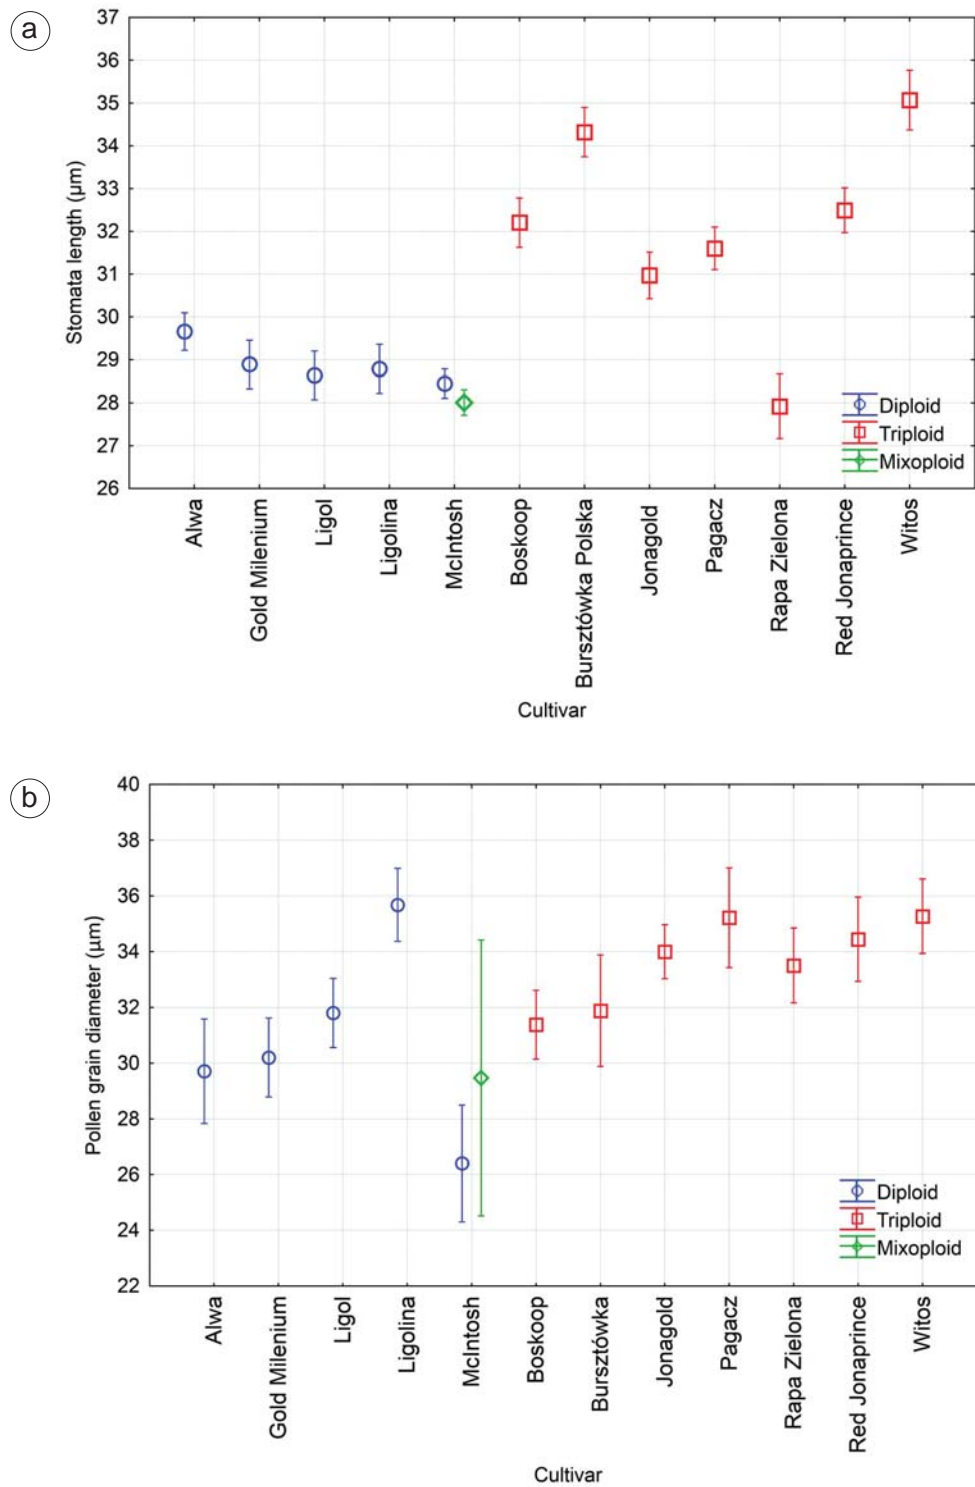 a
37
36
35
34
33
32
31
30
29
28
27
26
Stomata length (µm)
Diploid
Triploid
Mixoploid
Alwa
Gold Milenium
Ligol
Ligolina
McIntosh
Boskoop
Bursztówka Polska
Jonagold
Pagacz
Rapa Zielona
Red Jonaprince
Witos
Cultivar
b
40
38
36
34
32
30
28
26
24
22
Pollen grain diameter (µm)
Diploid
Triploid
Mixoploid
Alwa
Gold Milenium
Ligol
Ligolina
McIntosh
Boskoop
Bursztówka
Jonagold
Pagacz
Rapa Zielona
Red Jonaprince
Witos
Cultivar